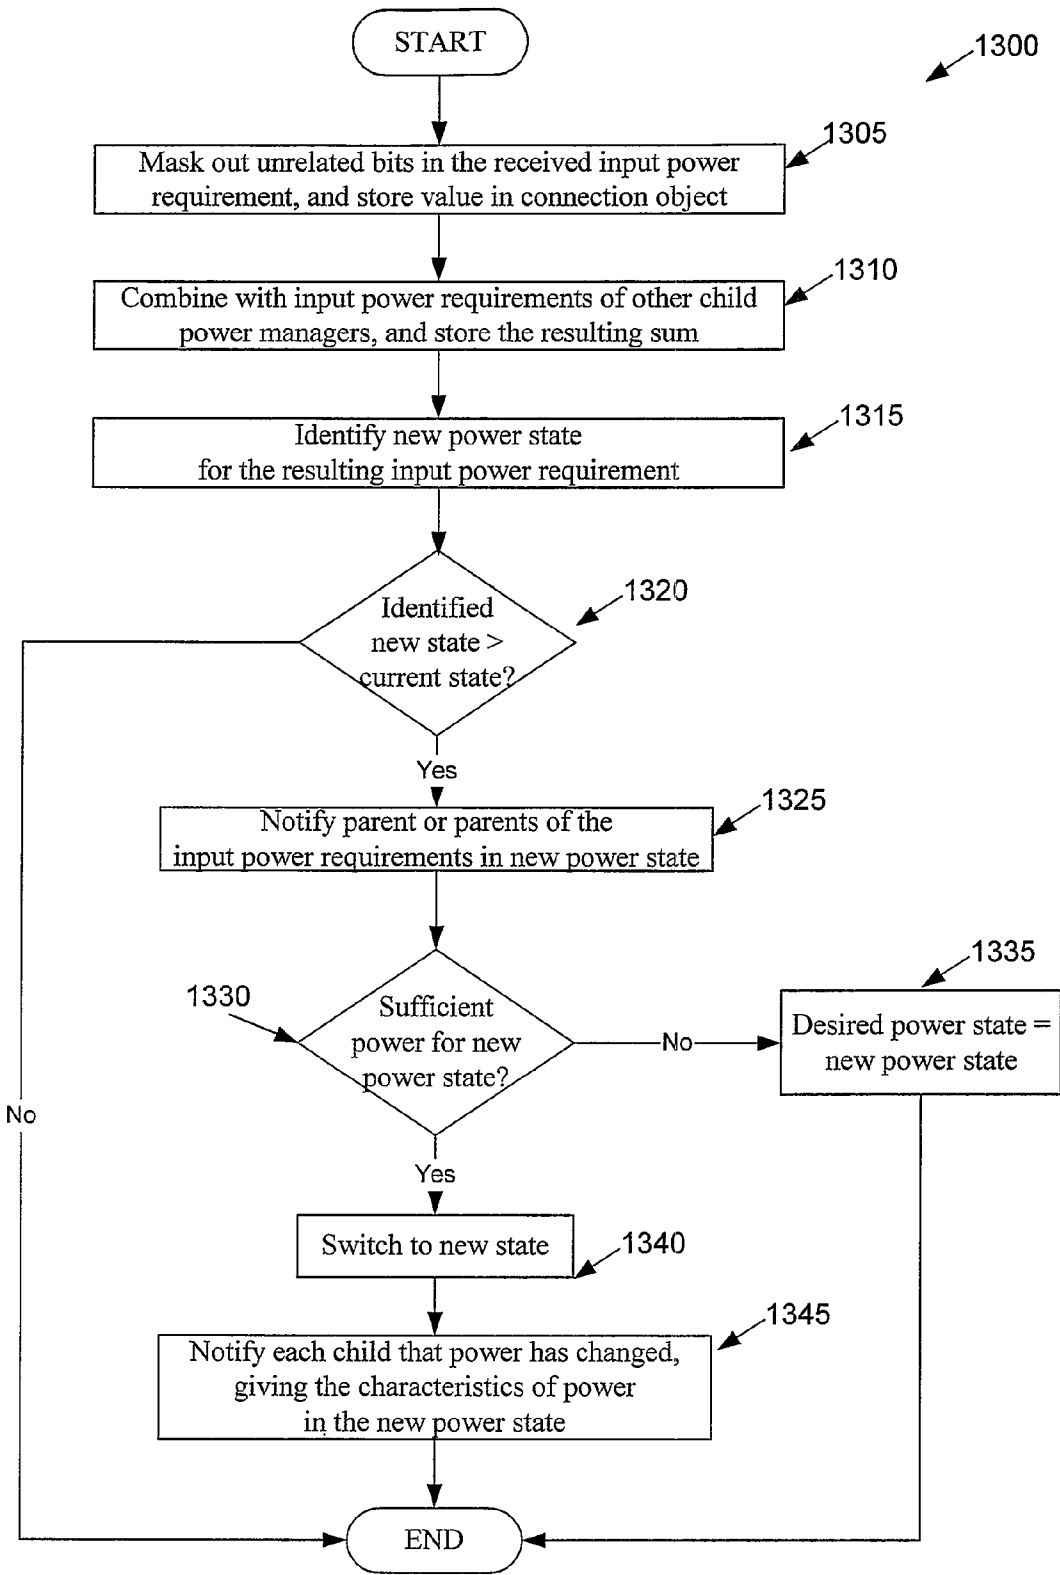 START
1300
1305
Mask out unrelated bits in the received input power
requirement, and store value in connection object
1310
Combine with input power requirements of other child
power managers, and store the resulting sum
1315
Identify new power state
for the resulting input power requirement
1320
Identified
new state >
current state?
Yes
1325
Notify parent or parents of the
input power requirements in new power state
1330
Sufficient
power for new
power state?
No
1335
Desired power state =
new power state
No
Yes
Switch to new state
1340
1345
Notify each child that power has changed,
giving the characteristics of power
in the new power state
END